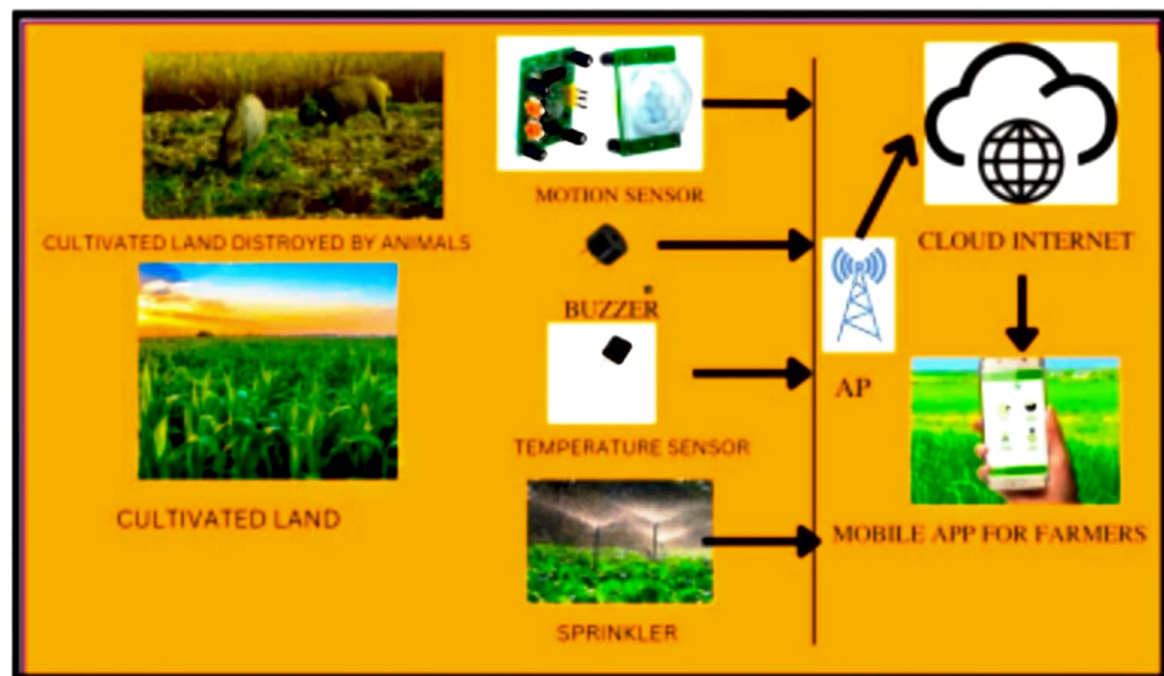 CULTIVATED LAND DISTROYED BY ANIMALS
CULTIVATED LAND
MOTION SENSOR
BUZZER
TEMPERATURE SENSOR
SPRINKLER
AP
CLOUD INTERNET
MOBILE APP FOR FARMERS